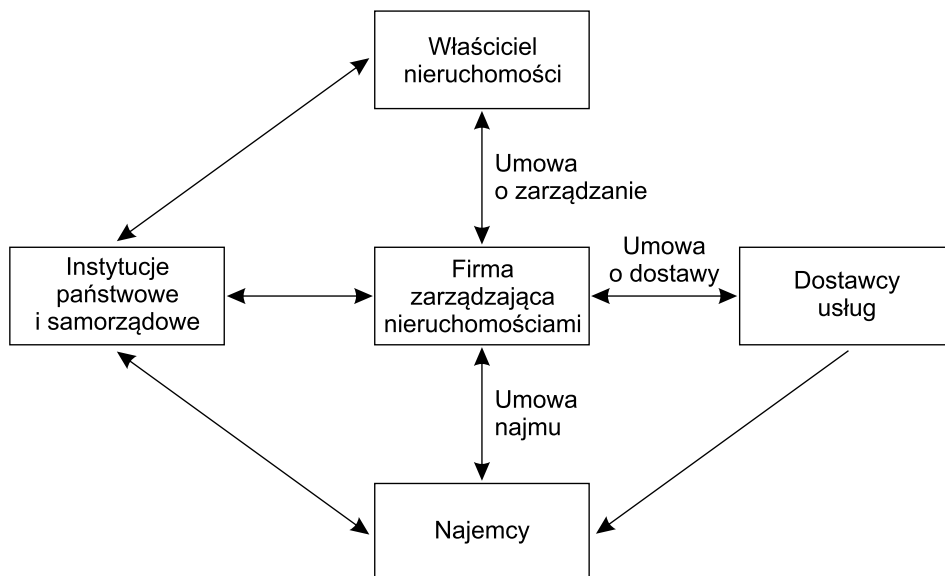 Właściciel
nieruchomości
Umowa
o zarządzanie
Instytucje
państwowe
i samorządowe
Firma
zarządzająca
nieruchomościami
Umowa
o dostawy
Dostawcy
usług
Umowa
najmu
Najemcy